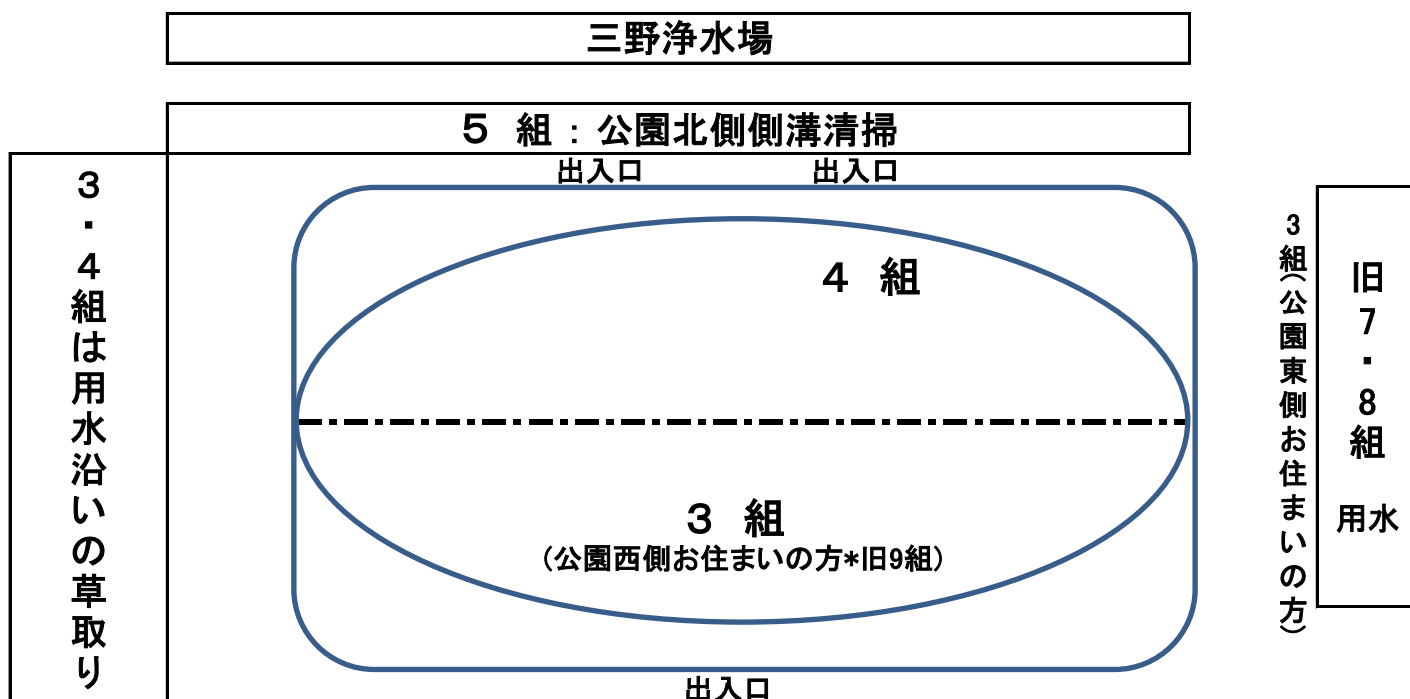 三野浄水場
５ 組：公園北側側溝清掃
出入口 出入口
３・４組は用水沿いの草取り
４ 組
３ 組
（公園西側お住まいの方*旧9組）
出入口
３組（公園東側お住まいの方）
旧７・８組
用水